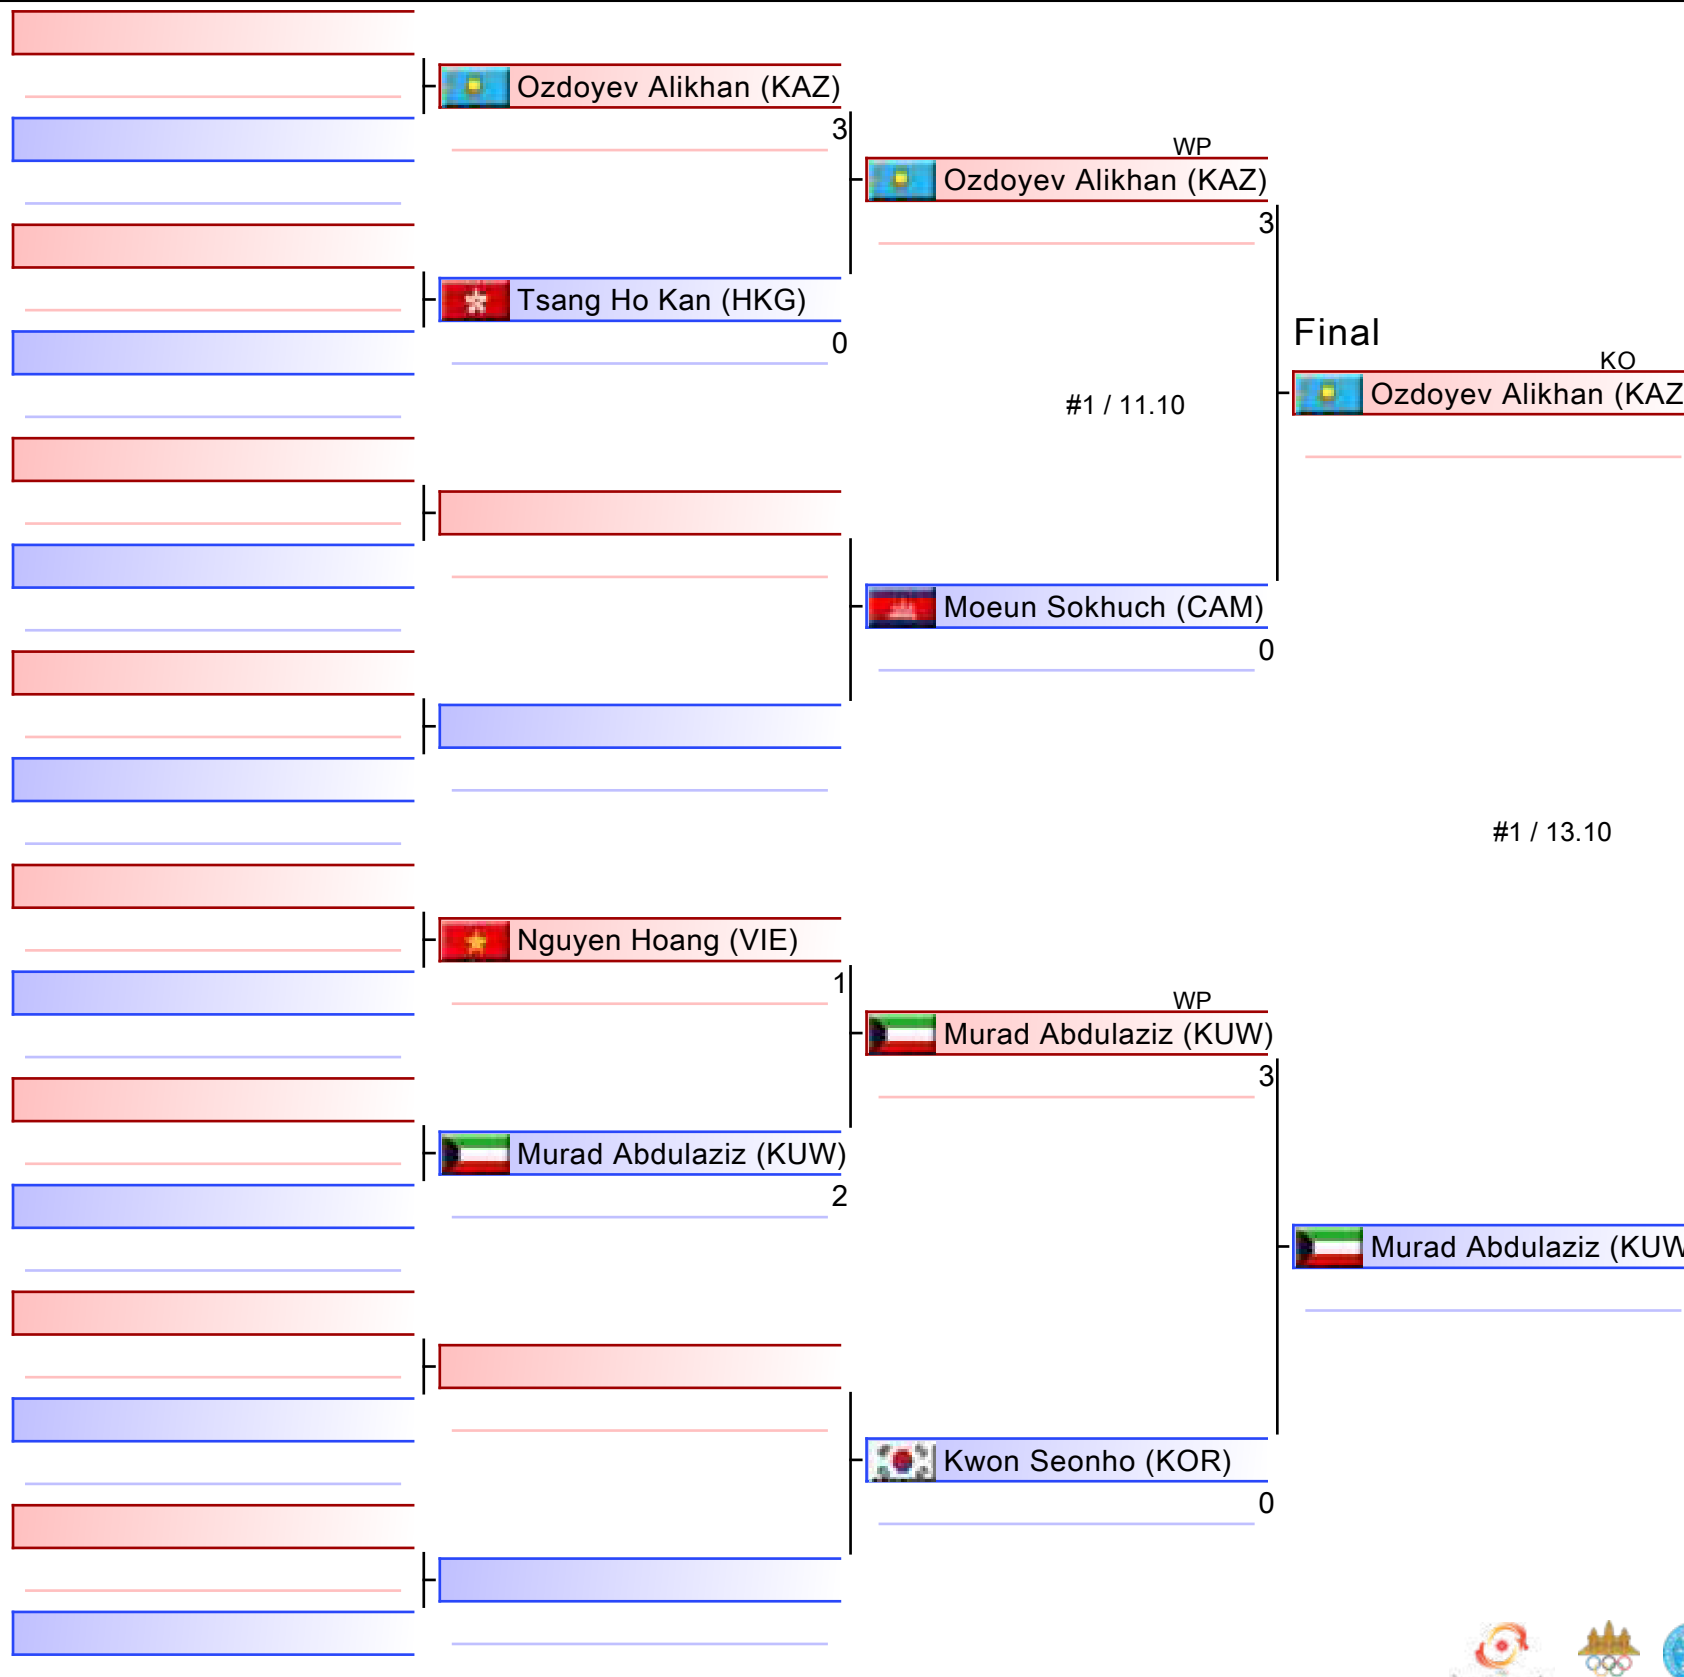 Ozdoyev Alikhan (KAZ)
3
WP
Ozdoyev Alikhan (KAZ)
3
Tsang Ho Kan (HKG)
0
Final
KO
Ozdoyev Alikhan (KAZ
#1 / 11.10
Moeun Sokhuch (CAM)
0
#1 / 13.10
Nguyen Hoang (VIE)
1
WP
Murad Abdulaziz (KUW)
3
Murad Abdulaziz (KUW)
2
Murad Abdulaziz (KUW
Kwon Seonho (KOR)
0